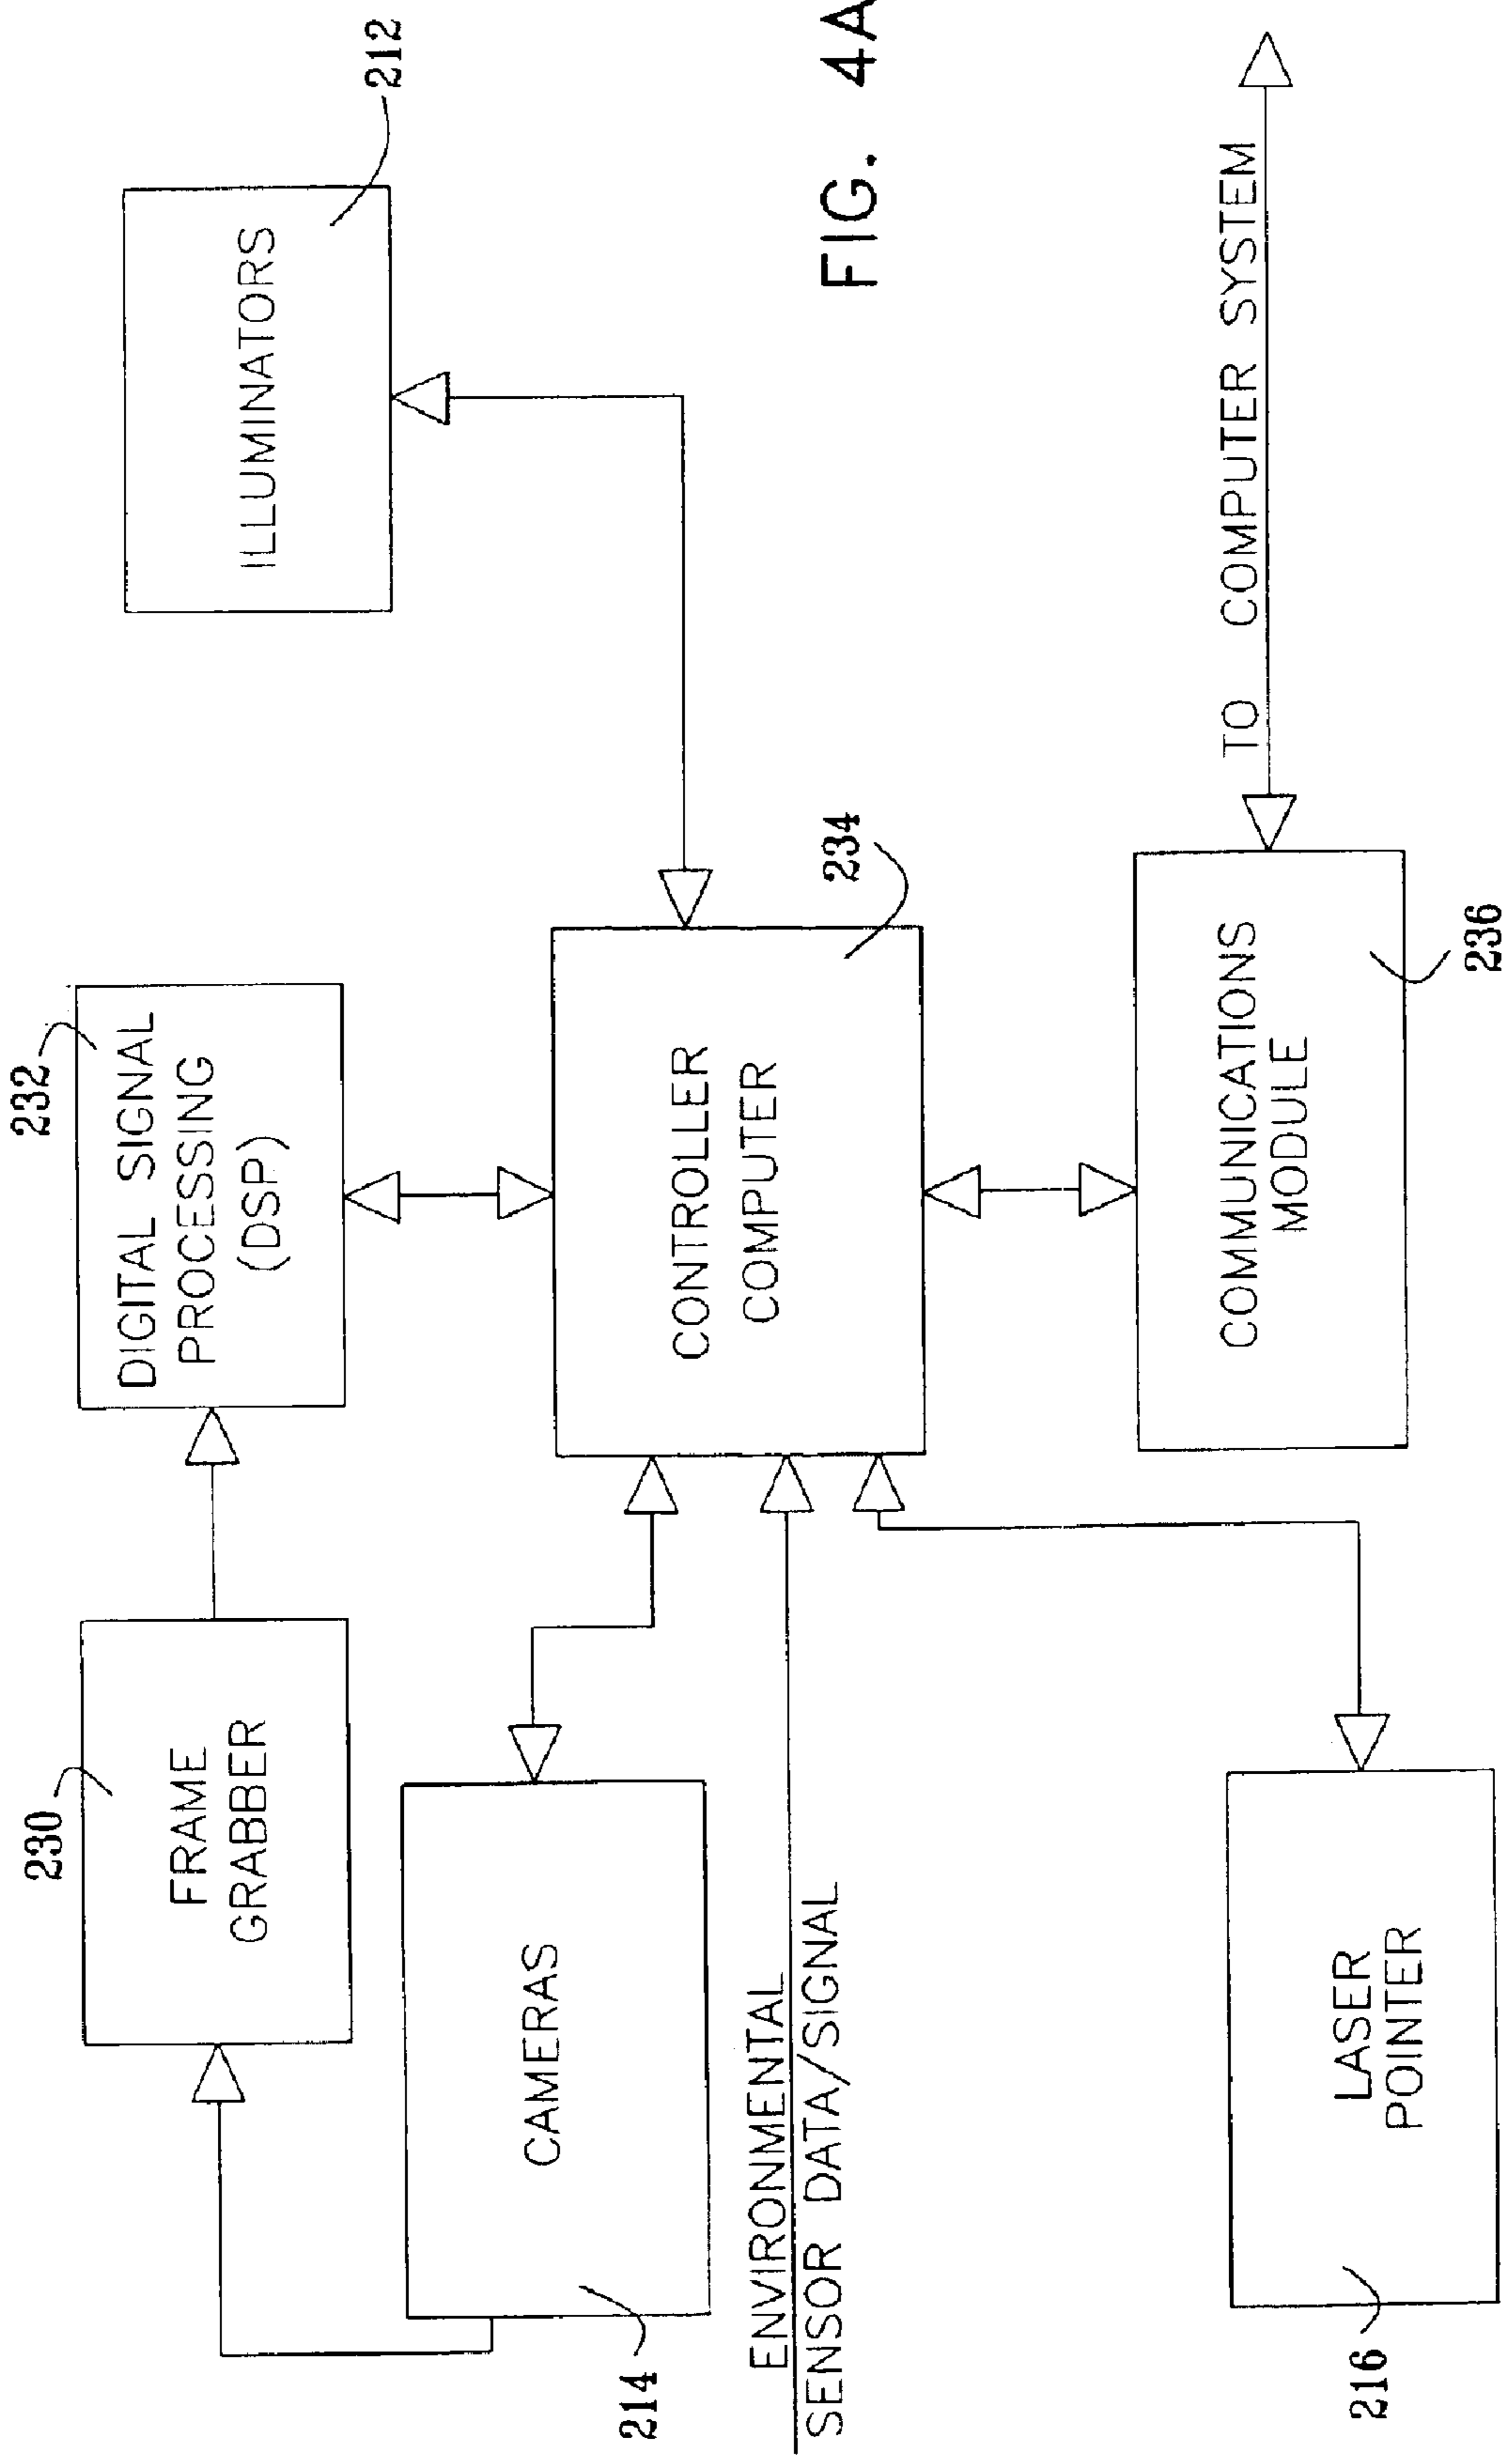 230
FRAME
GRABBER
232
DIGITAL SIGNAL
PROCESSING
(DSP)
ILLUMINATORS
212
214
CAMERAS
ENVIRONMENTAL
SENSOR DATA/SIGNAL
CONTROLLER
COMPUTER
234
FIG. 4A
216
LASER
POINTER
COMMUNICATIONS
MODULE
236
TO COMPUTER SYSTEM